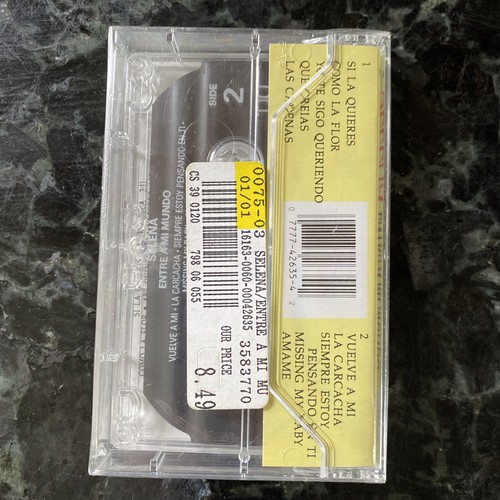 1
SI LA QUIERES
COMO LA FLOR
YO TE SIGO QUERIENDO
QUE CREIAS
LAS CADENAS
0 7777-42635-4 2
2
VUELVE A MI
LA CARCACHA
SIEMPRE ESTOY
PENSANDO EN TI
MISSING MY BABY
AMAME
0075-03 SELENA/ENTRE A MI MU
01/01 16163-0060-00042635 3583770
CS 39 0120 798 06 055
OUR PRICE 8.49
SIDE
2
SELENA
ENTRE A MI MUNDO
VUELVE A MI • LA CARCACHA • SIEMPRE ESTOY PENSANDO EN TI •